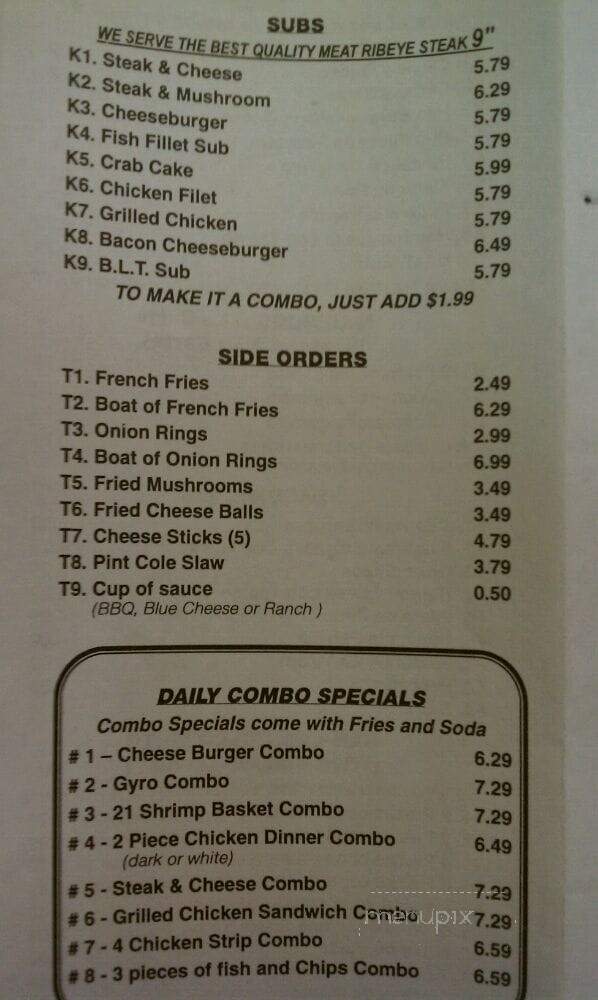 SUBS
WE SERVE THE BEST QUALITY MEAT RIBEYE STEAK 9"
K1. Steak & Cheese 5.79
K2. Steak & Mushroom 6.29
K3. Cheeseburger 5.79
K4. Fish Fillet Sub 5.79
K5. Crab Cake 5.99
K6. Chicken Filet 5.79
K7. Grilled Chicken 5.79
K8. Bacon Cheeseburger 6.49
K9. B.L.T. Sub 5.79
TO MAKE IT A COMBO, JUST ADD $1.99
SIDE ORDERS
T1. French Fries 2.49
T2. Boat of French Fries 6.29
T3. Onion Rings 2.99
T4. Boat of Onion Rings 6.99
T5. Fried Mushrooms 3.49
T6. Fried Cheese Balls 3.49
T7. Cheese Sticks (5) 4.79
T8. Pint Cole Slaw 3.79
T9. Cup of sauce 0.50
(BBQ, Blue Cheese or Ranch )
DAILY COMBO SPECIALS
Combo Specials come with Fries and Soda
# 1 – Cheese Burger Combo 6.29
# 2 - Gyro Combo 7.29
# 3 - 21 Shrimp Basket Combo 7.29
# 4 - 2 Piece Chicken Dinner Combo 6.49
(dark or white)
# 5 - Steak & Cheese Combo 7.29
# 6 - Grilled Chicken Sandwich Combo 7.29
menupix
# 7 - 4 Chicken Strip Combo 6.59
# 8 - 3 pieces of fish and Chips Combo 6.59